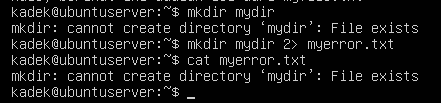 kadek@ubuntuserver:~$ mkdir mydir
mkdir: cannot create directory ‘mydir’: File exists
kadek@ubuntuserver:~$ mkdir mydir 2> myerror.txt
kadek@ubuntuserver:~$ cat myerror.txt
mkdir: cannot create directory ‘mydir’: File exists
kadek@ubuntuserver:~$ _